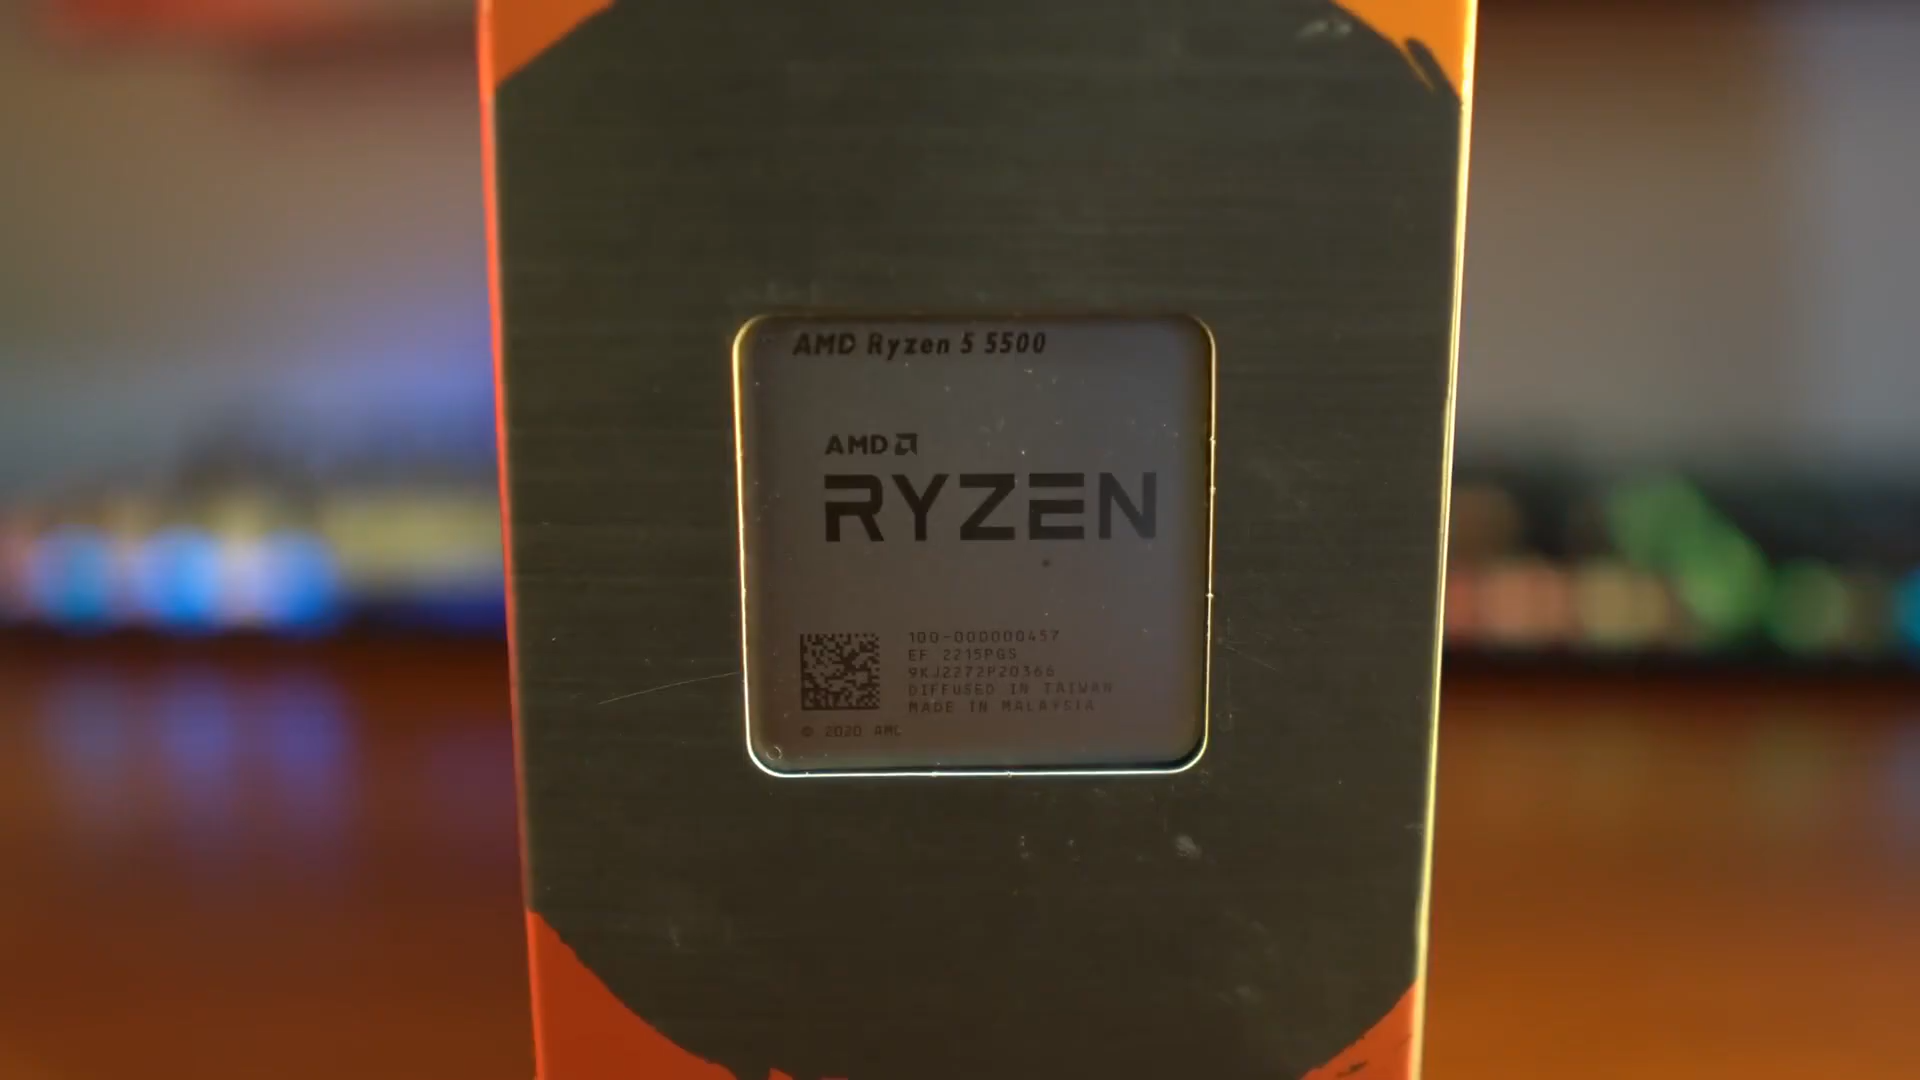 AMD Ryzen 5 5500
AMD
RYZEN
100-000000457
EF 2215PGS
9KJ2272P20366
DIFFUSED IN TAIWAN
MADE IN MALAYSIA
© 2020 AMD